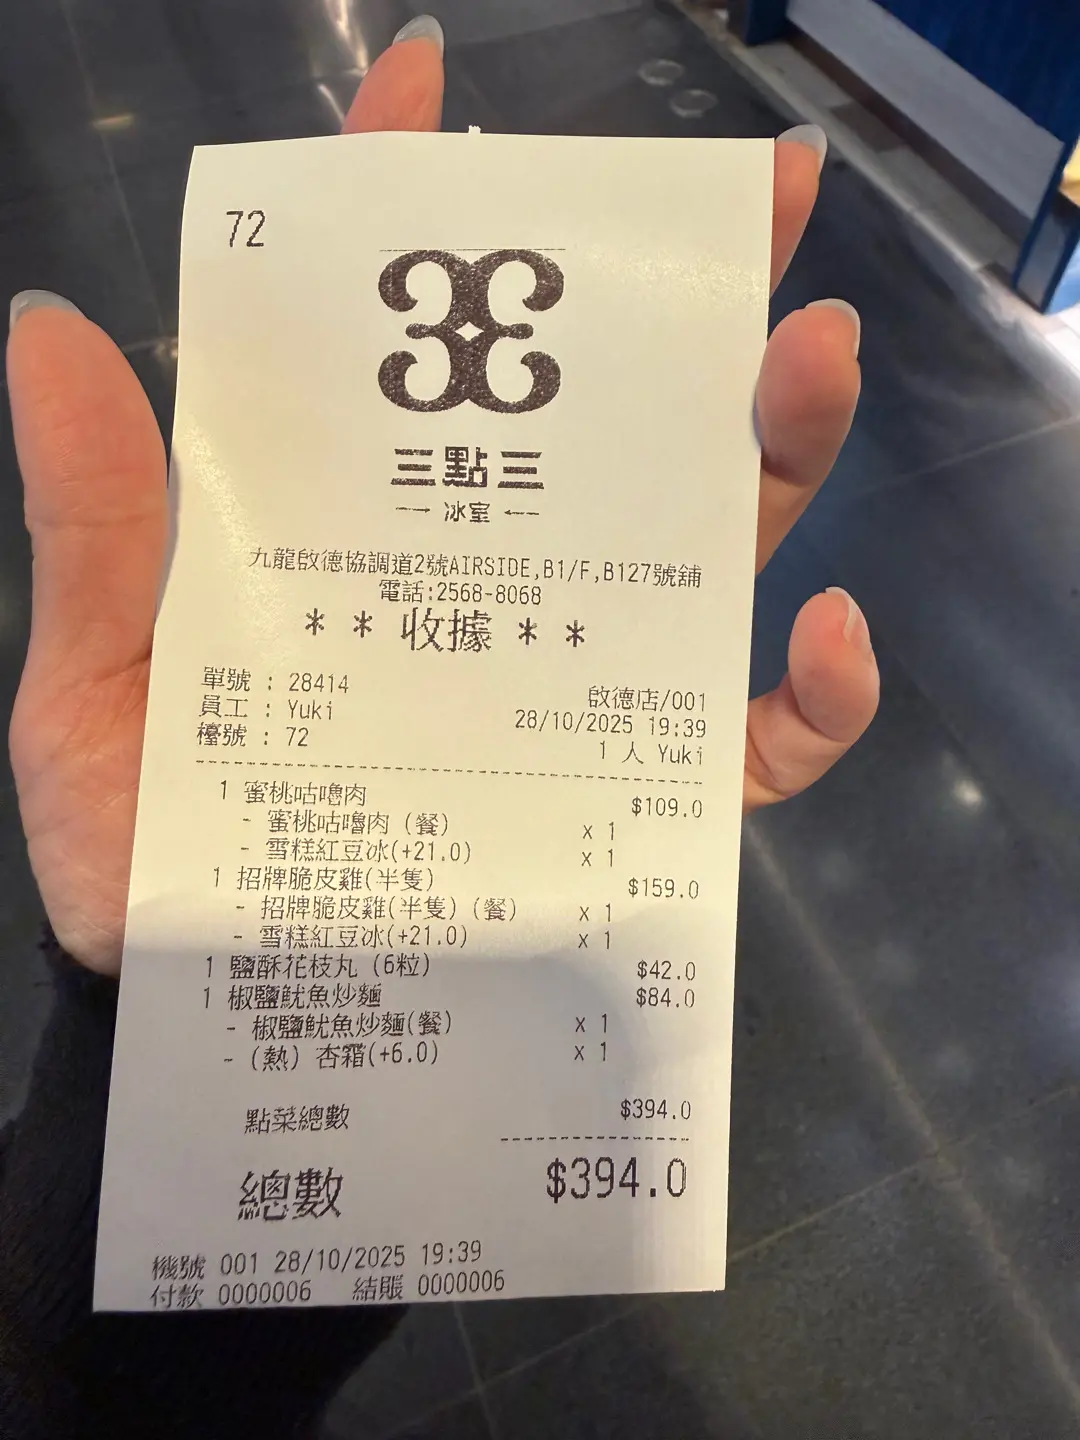 72
三點三
冰室
九龍啟德協調道2號AIRSIDE,B1/F,B127號舖
電話:2568-8068
* * 收據 * *
單號 : 28414
啟德店/001
員工 : Yuki
28/10/2025 19:39
檯號 : 72
1 人 Yuki
1 蜜桃咕嚕肉 $109.0
- 蜜桃咕嚕肉 (餐) x 1
- 雪糕紅豆冰(+21.0) x 1
1 招牌脆皮雞(半隻) $159.0
- 招牌脆皮雞(半隻) (餐) x 1
- 雪糕紅豆冰(+21.0) x 1
1 鹽酥花枝丸 (6粒) $42.0
1 椒鹽魷魚炒麵 $84.0
- 椒鹽魷魚炒麵(餐) x 1
- (熱) 杏霜(+6.0) x 1
點菜總數 $394.0
總數 $394.0
機號 001 28/10/2025 19:39
付款 0000006 結賬 0000006